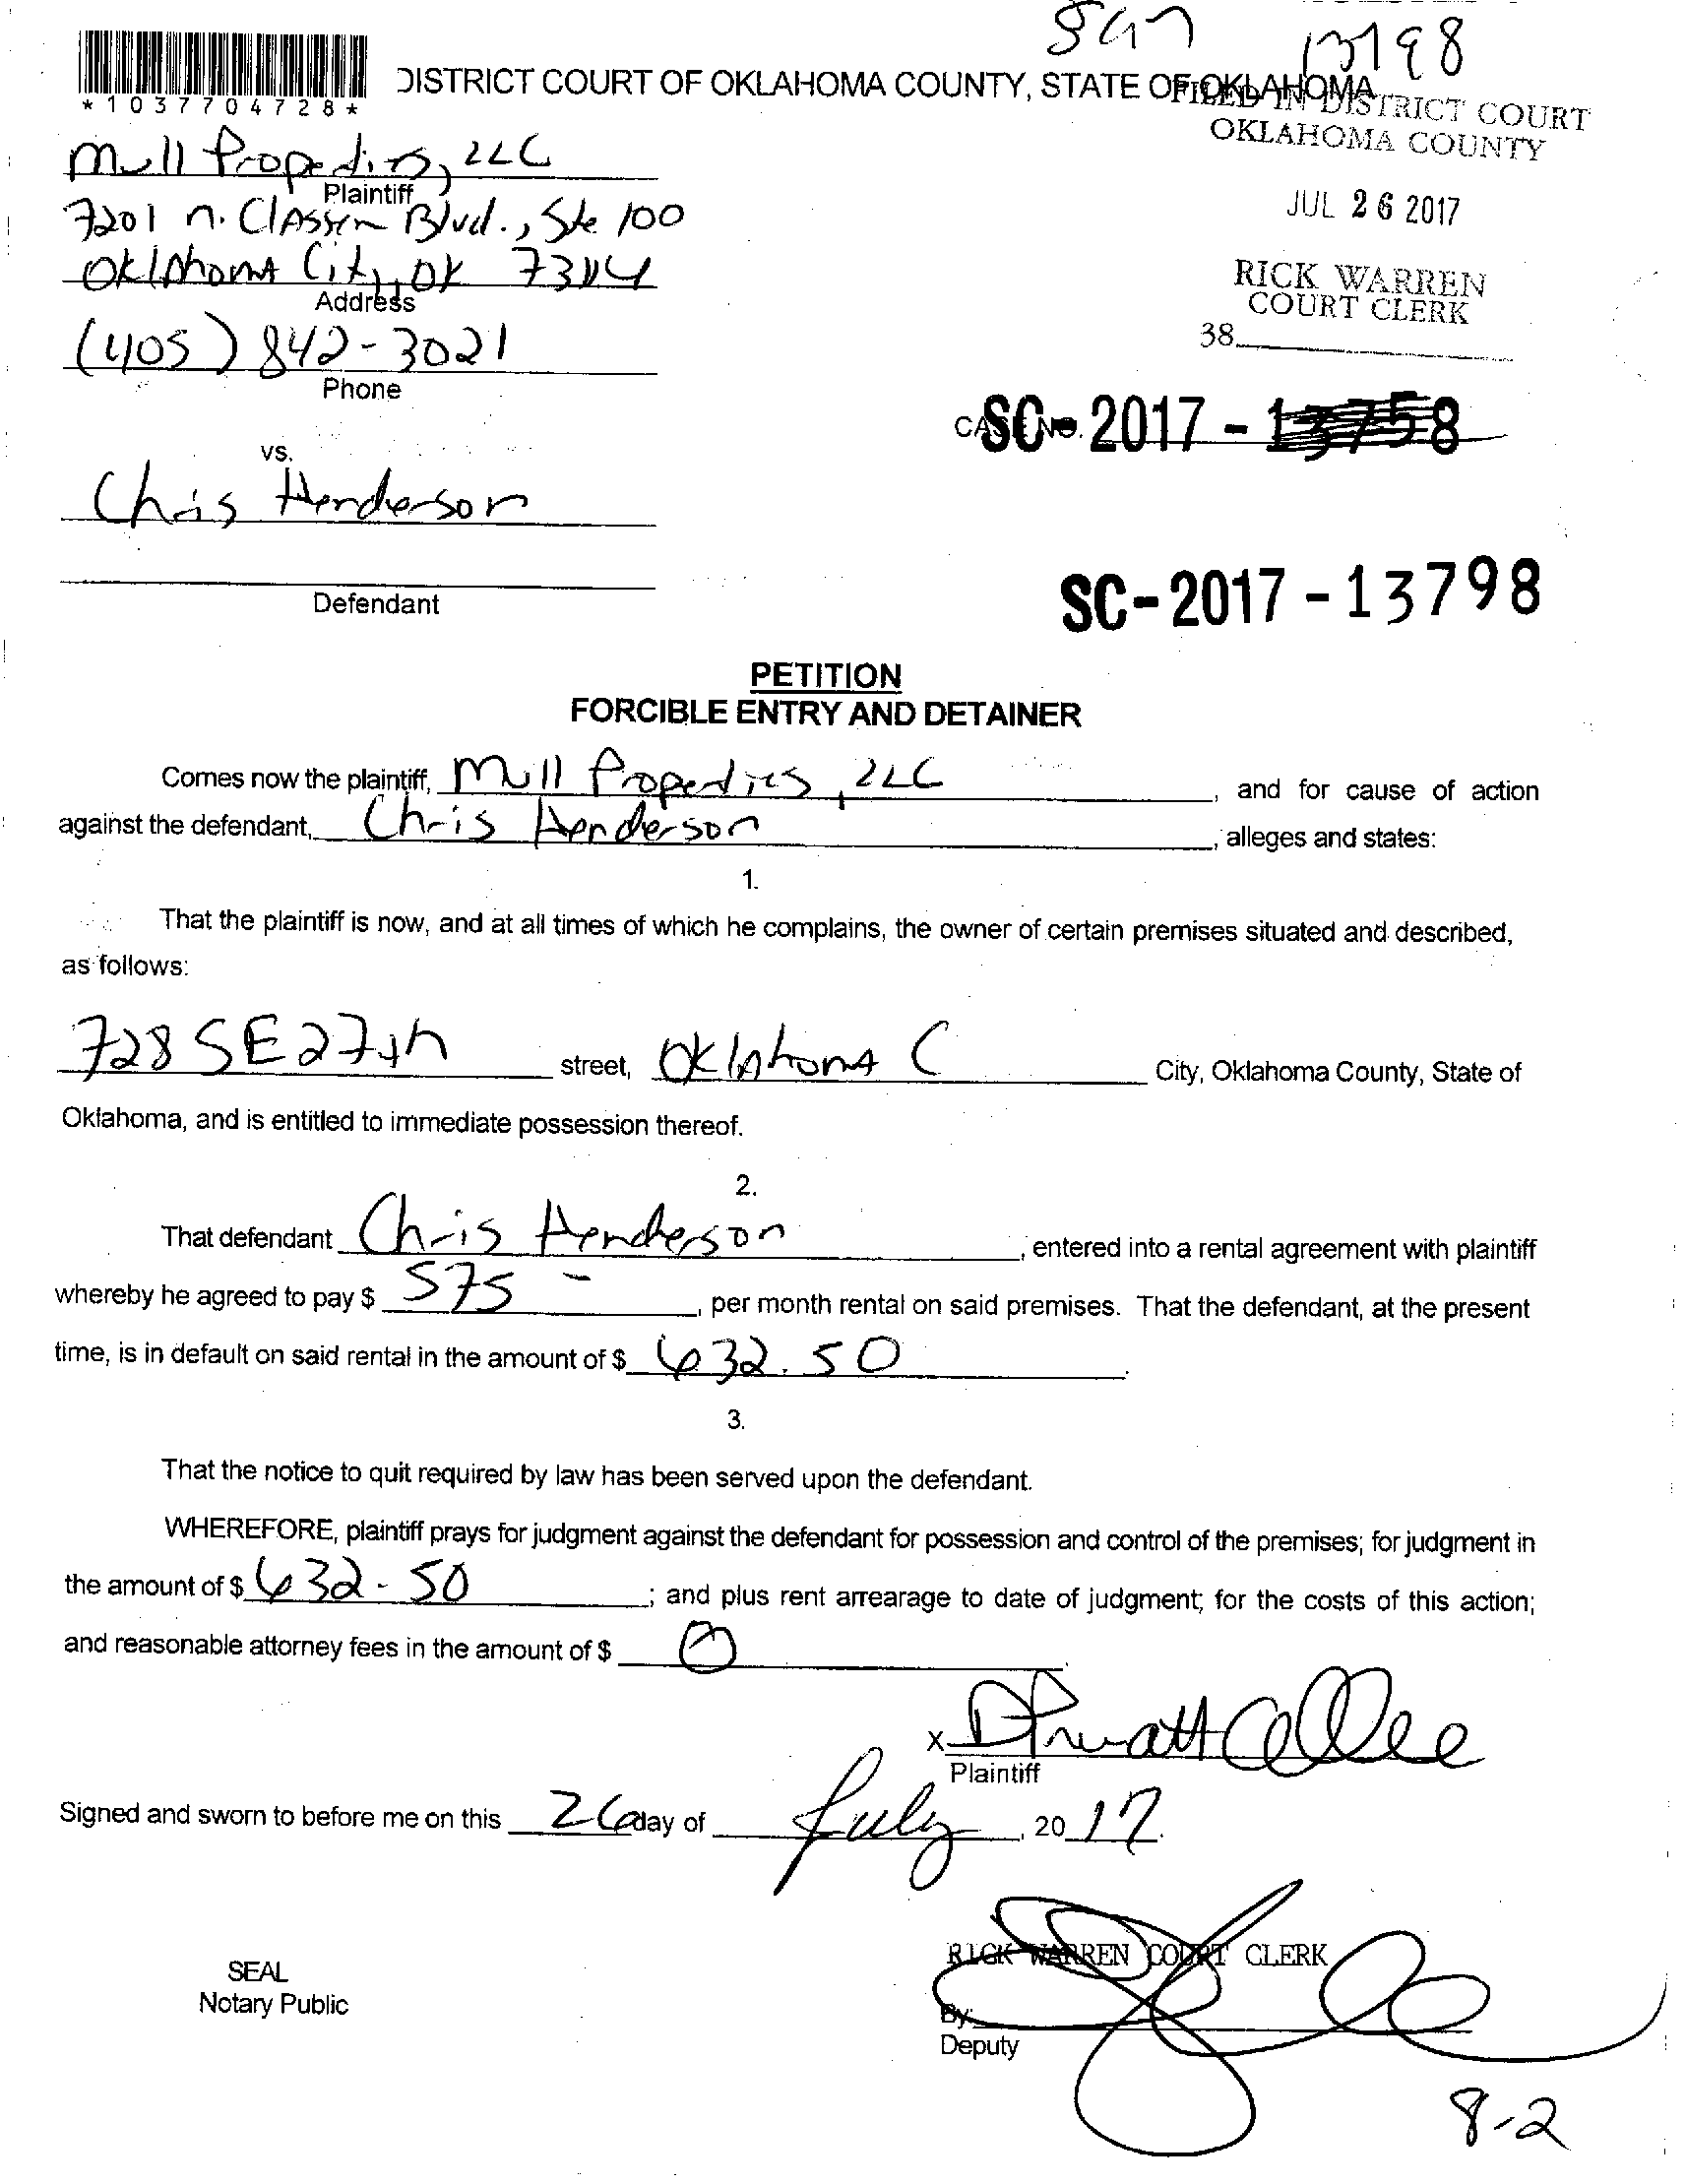 13798
*1037704728*
DISTRICT COURT OF OKLAHOMA COUNTY, STATE OF OKLAHOMA
FILED IN DISTRICT COURT
OKLAHOMA COUNTY
JUL 26 2017
RICK WARREN
COURT CLERK
38
Mull Properties, LLC
Plaintiff
7201 N. Classen Blvd., Ste 100
Oklahoma City, OK 73116
Address
(405) 842-3021
Phone
CASE NO. SC-2017-13758
vs.
Chris Henderson
Defendant
SC-2017-13798
PETITION
FORCIBLE ENTRY AND DETAINER
Comes now the plaintiff, Mull Properties, LLC, and for cause of action
against the defendant, Chris Henderson, alleges and states:
1.
That the plaintiff is now, and at all times of which he complains, the owner of certain premises situated and described,
as follows:
728 SE 27th street, Oklahoma C City, Oklahoma County, State of
Oklahoma, and is entitled to immediate possession thereof.
2.
That defendant Chris Henderson, entered into a rental agreement with plaintiff
whereby he agreed to pay $ 575 –, per month rental on said premises. That the defendant, at the present
time, is in default on said rental in the amount of $ 632.50.
3.
That the notice to quit required by law has been served upon the defendant.
WHEREFORE, plaintiff prays for judgment against the defendant for possession and control of the premises; for judgment in
the amount of $ 632-50; and plus rent arrearage to date of judgment; for the costs of this action;
and reasonable attorney fees in the amount of $ 0.
X
Plaintiff
Signed and sworn to before me on this 26 day of July, 2017.
RICK WARREN COURT CLERK
SEAL
Notary Public
By:
Deputy
8-2